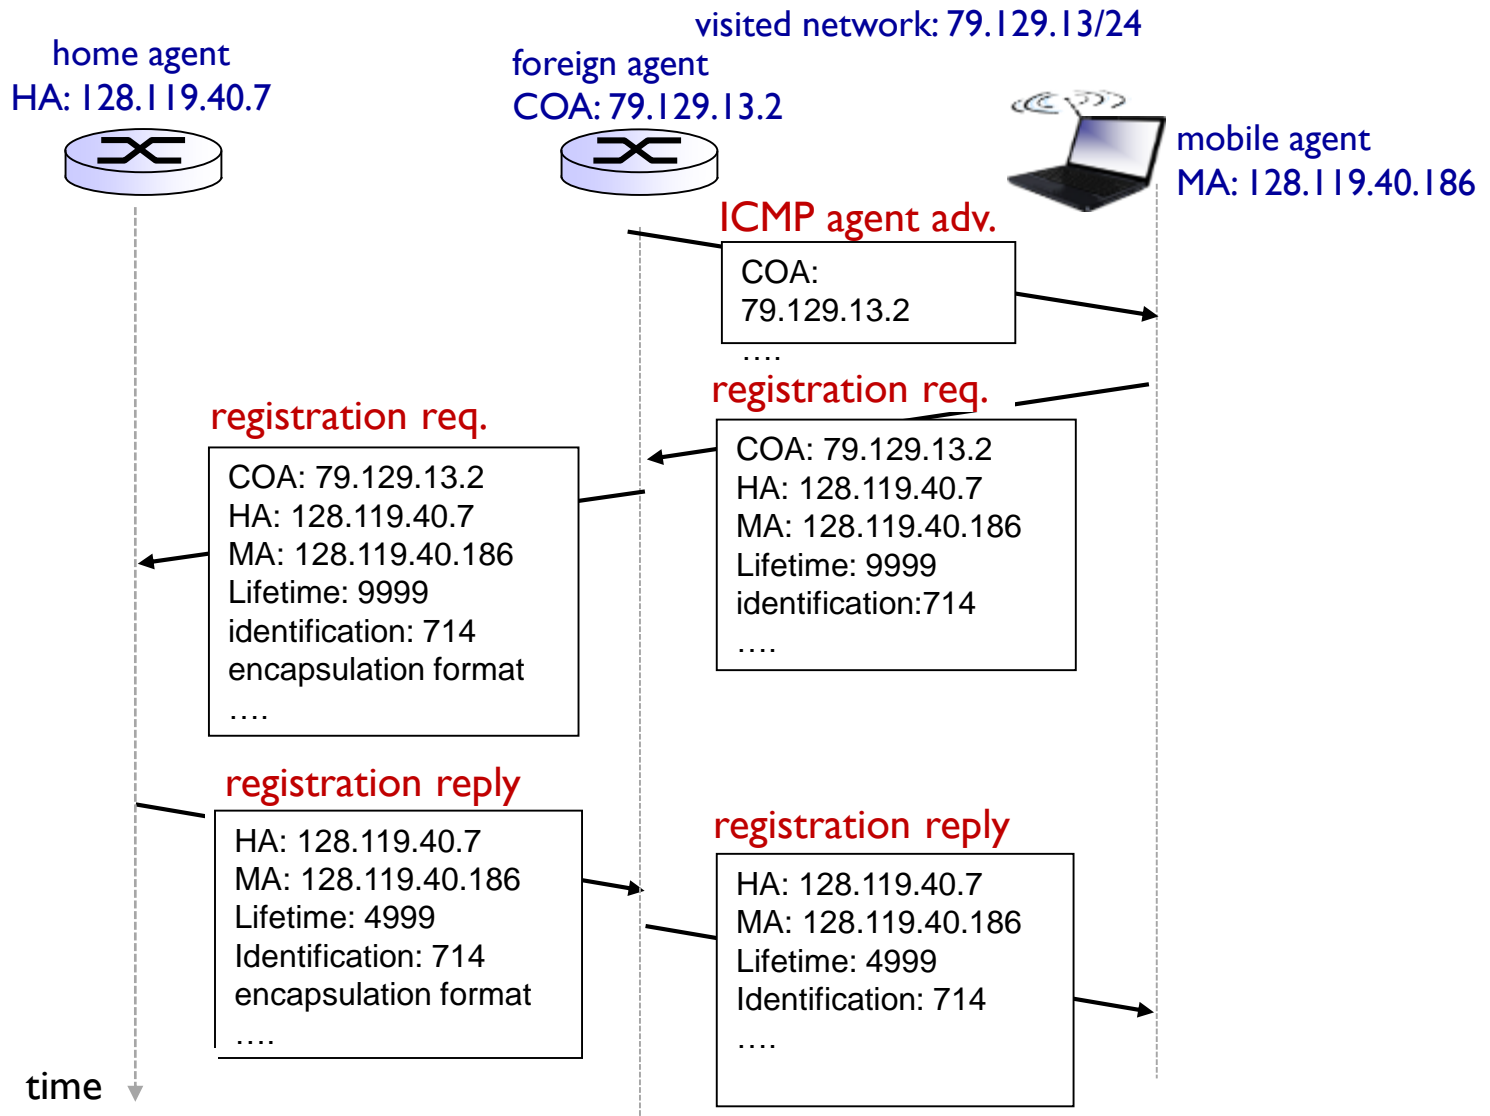 visited network: 79.129.13/24
home agent
HA: 128.119.40.7
foreign agent
COA: 79.129.13.2
mobile agent
MA: 128.119.40.186
ICMP agent adv.
COA:
79.129.13.2
….
registration req.
COA: 79.129.13.2
HA: 128.119.40.7
MA: 128.119.40.186
Lifetime: 9999
identification:714
….
registration req.
COA: 79.129.13.2
HA: 128.119.40.7
MA: 128.119.40.186
Lifetime: 9999
identification: 714
encapsulation format
….
registration reply
HA: 128.119.40.7
MA: 128.119.40.186
Lifetime: 4999
Identification: 714
encapsulation format
….
registration reply
HA: 128.119.40.7
MA: 128.119.40.186
Lifetime: 4999
Identification: 714
….
time